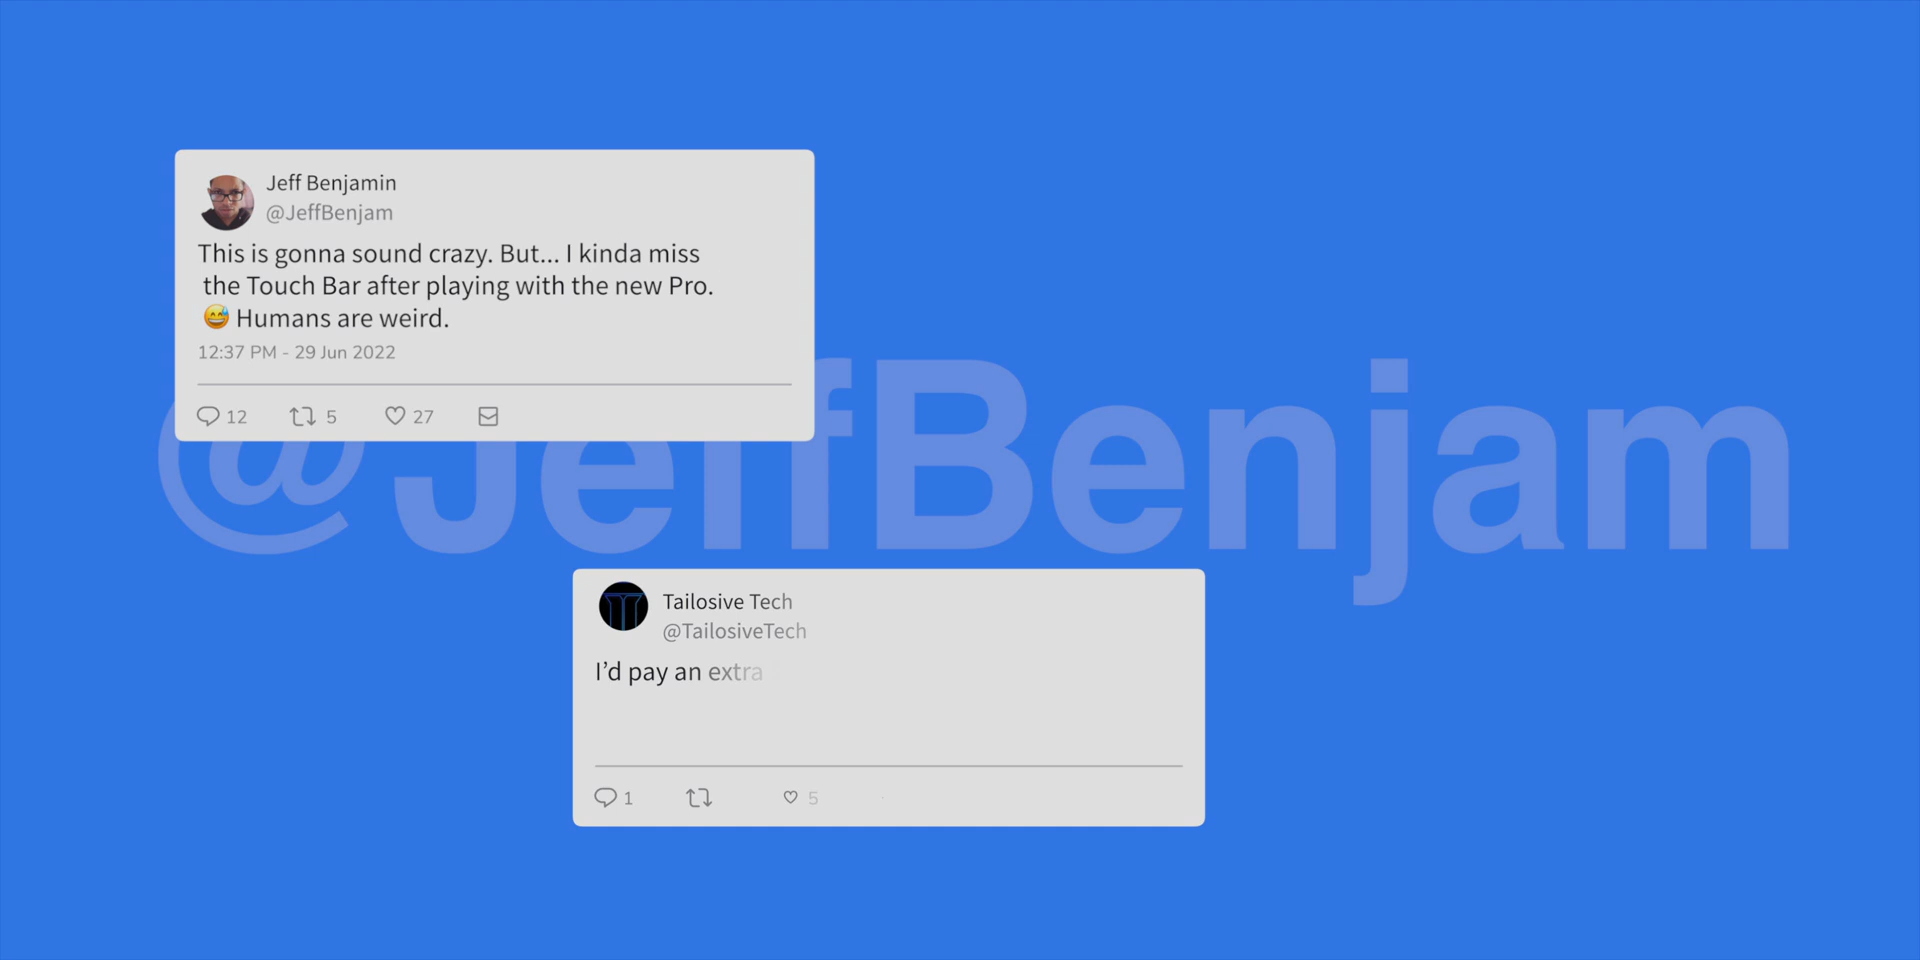 Jeff Benjamin
@JeffBenjam
This is gonna sound crazy. But... I kinda miss
the Touch Bar after playing with the new Pro.
😅 Humans are weird.
12:37 PM - 29 Jun 2022
12 5 27
@JeffBenjam
Tailosive Tech
@TailosiveTech
I'd pay an extra
1 5